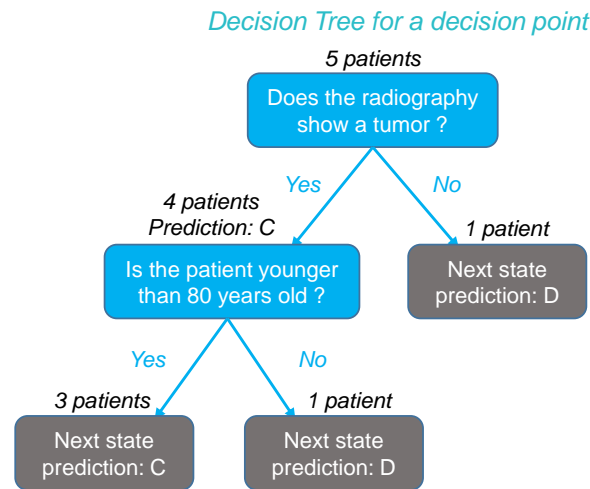 Decision Tree for a decision point
5 patients
Does the radiography
show a tumor ?
Yes
No
4 patients
Prediction: C
1 patient
Is the patient younger
than 80 years old ?
Next state
prediction: D
Yes
No
3 patients
1 patient
Next state
prediction: C
Next state
prediction: D